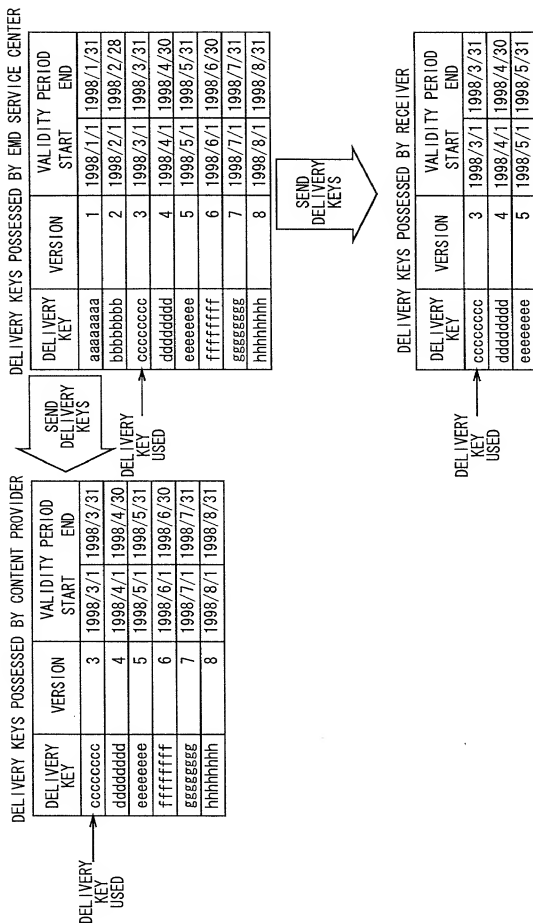 DELIVERY KEYS POSSESSED BY CONTENT PROVIDER
DELIVERY KEY VERSION VALIDITY PERIOD START END
cccccccc 3 1998/3/1 1998/3/31
dddddddd 4 1998/4/1 1998/4/30
eeeeeeee 5 1998/5/1 1998/5/31
ffffffff 6 1998/6/1 1998/6/30
gggggggg 7 1998/7/1 1998/7/31
hhhhhhhh 8 1998/8/1 1998/8/31
DELIVERY
KEY
USED
SEND
DELIVERY
KEYS
DELIVERY KEYS POSSESSED BY EMD SERVICE CENTER
DELIVERY KEY VERSION VALIDITY PERIOD START END
aaaaaaaa 1 1998/1/1 1998/1/31
bbbbbbbb 2 1998/2/1 1998/2/28
cccccccc 3 1998/3/1 1998/3/31
dddddddd 4 1998/4/1 1998/4/30
eeeeeeee 5 1998/5/1 1998/5/31
ffffffff 6 1998/6/1 1998/6/30
gggggggg 7 1998/7/1 1998/7/31
hhhhhhhh 8 1998/8/1 1998/8/31
DELIVERY
KEY
USED
SEND
DELIVERY
KEYS
DELIVERY KEYS POSSESSED BY RECEIVER
DELIVERY KEY VERSION VALIDITY PERIOD START END
cccccccc 3 1998/3/1 1998/3/31
dddddddd 4 1998/4/1 1998/4/30
eeeeeeee 5 1998/5/1 1998/5/31
DELIVERY
KEY
USED